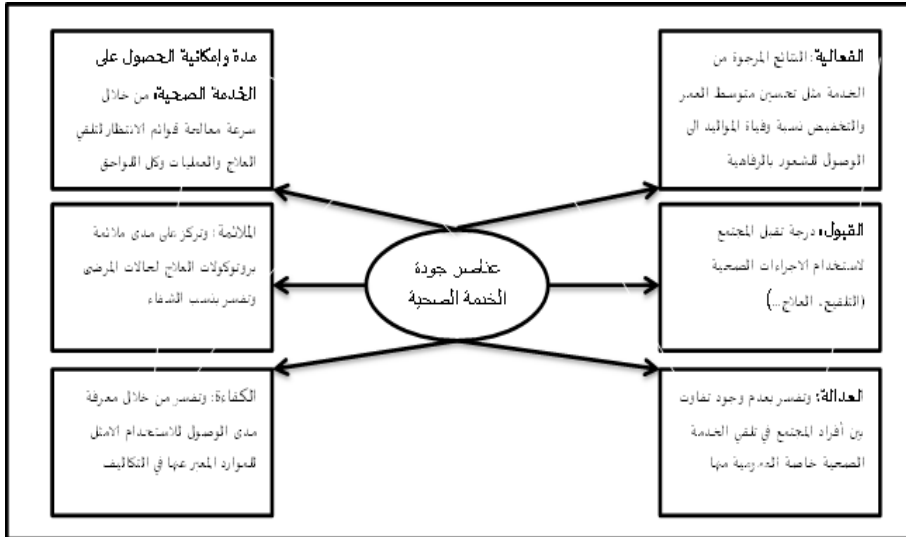 الفعالية: النتائج المرجوة من
الخدمة مثل تحسين متوسط العمر
والتخفيض نسبة وفياة المواليد الى
الوصول للشعور بالرفاهية
مدة وإمكانية الحصول على
الخدمة الصحية: من خلال
سرعة معالجة قوائم الانتظار لتلقي
العلاج والعمليات وكل اللواحق
القبول: درجة تقبل المجتمع
لاستخدام الاجراءات الصحية
(التلقيح، العلاج...)
عناصر جودة
الخدمة الصحية
الملائمة: وتركز على مدى ملائمة
بروتوكولات العلاج لحالات المرضى
وتفسر بنسب الشفاء
العدالة: وتفسر بعدم وجود تفاوت
بين أفراد المجتمع في تلقي الخدمة
الصحية خاصة العمومية منها
الكفاءة: وتفسر من خلال معرفة
مدى الوصول للاستخدام الامثل
للموارد المعبر عنها في التكاليف